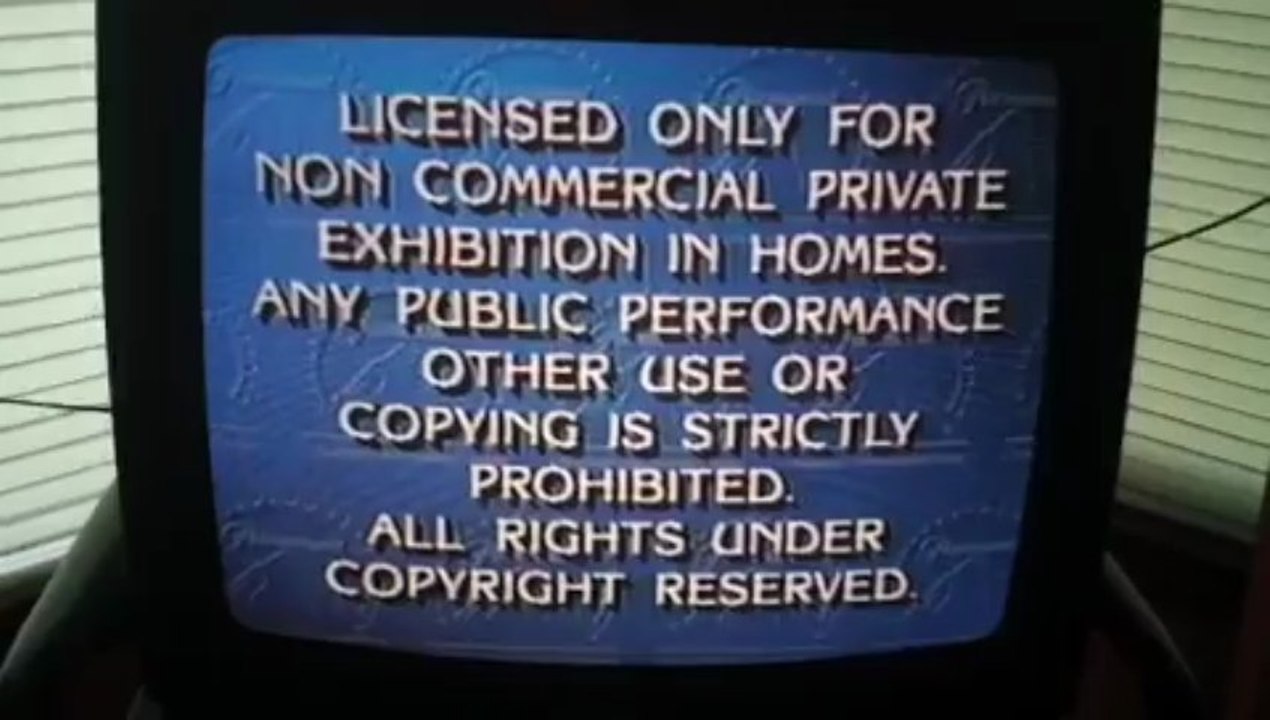 LICENSED ONLY FOR
NON COMMERCIAL PRIVATE
EXHIBITION IN HOMES.
ANY PUBLIC PERFORMANCE
OTHER USE OR
COPYING IS STRICTLY
PROHIBITED.
ALL RIGHTS UNDER
COPYRIGHT RESERVED.